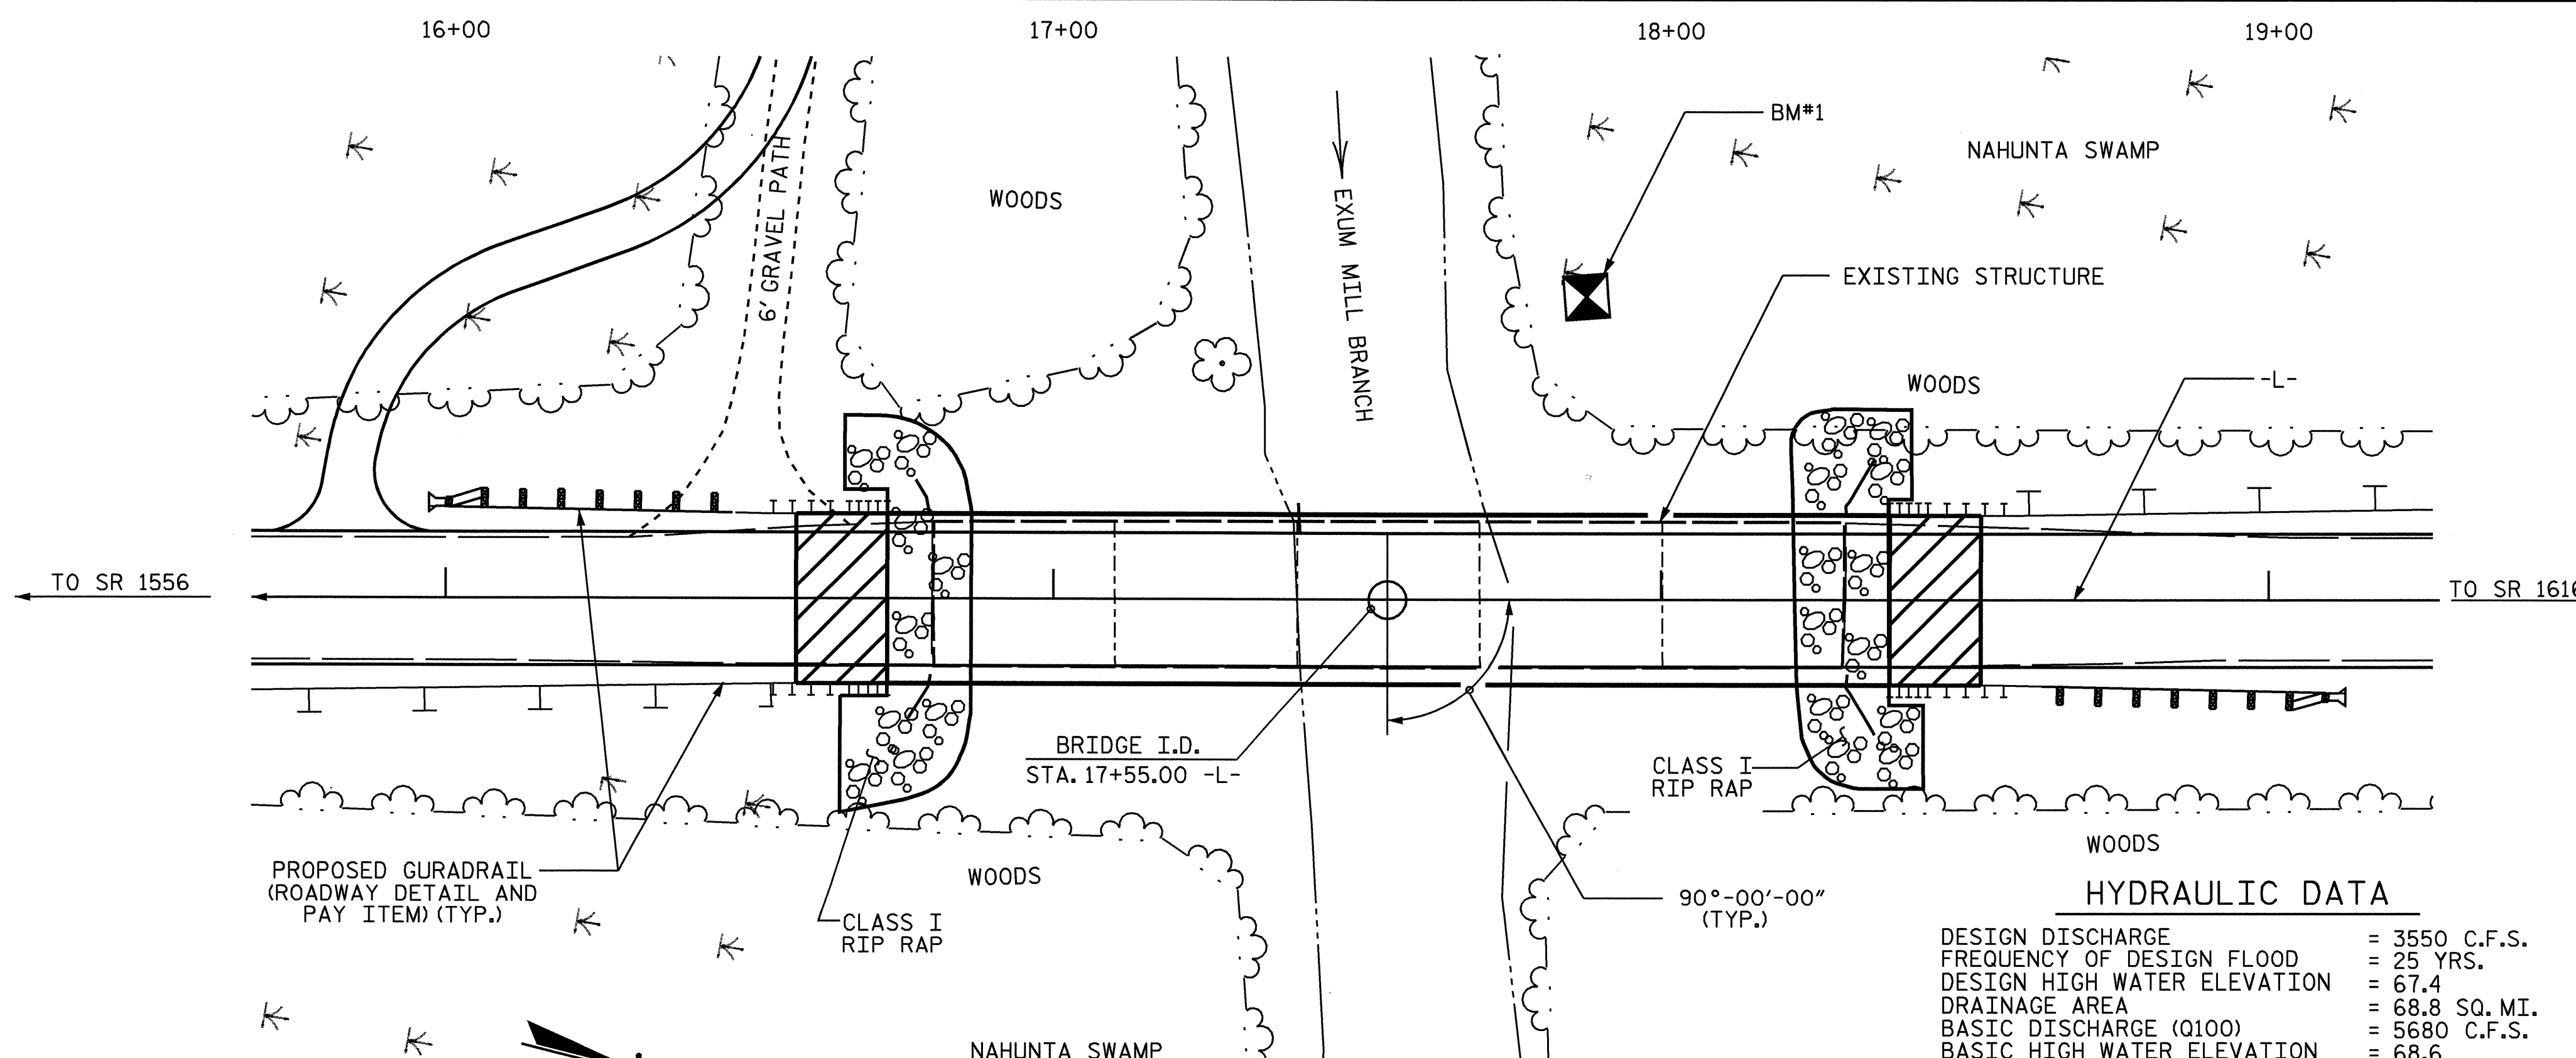 16+00
17+00
18+00
19+00
BM#1
NAHUNTA SWAMP
6' GRAVEL PATH
WOODS
EXUM MILL BRANCH
EXISTING STRUCTURE
WOODS
-L-
TO SR 1556
TO SR 1616
BRIDGE I.D.
STA. 17+55.00 -L-
CLASS I
RIP RAP
WOODS
PROPOSED GURADRAIL
(ROADWAY DETAIL AND
PAY ITEM) (TYP.)
WOODS
CLASS I
RIP RAP
90°-00'-00"
(TYP.)
HYDRAULIC DATA
DESIGN DISCHARGE = 3550 C.F.S.
FREQUENCY OF DESIGN FLOOD = 25 YRS.
DESIGN HIGH WATER ELEVATION = 67.4
DRAINAGE AREA = 68.8 SQ. MI.
BASIC DISCHARGE (Q100) = 5680 C.F.S.
BASIC HIGH WATER ELEVATION = 68.6
NAHUNTA SWAMP